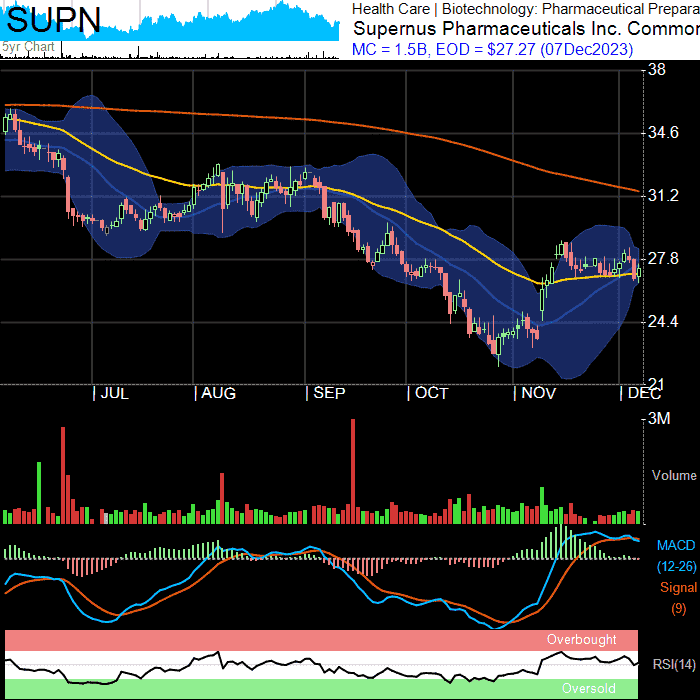 SUPN
5yr Chart
Health Care | Biotechnology: Pharmaceutical Prepara
Supernus Pharmaceuticals Inc. Common
MC = 1.5B, EOD = $27.27 (07Dec2023)
38
34.6
31.2
27.8
24.4
21
JUL
AUG
SEP
OCT
NOV
DEC
3M
Volume
MACD
(12-26)
Signal
(9)
Overbought
RSI(14)
Oversold